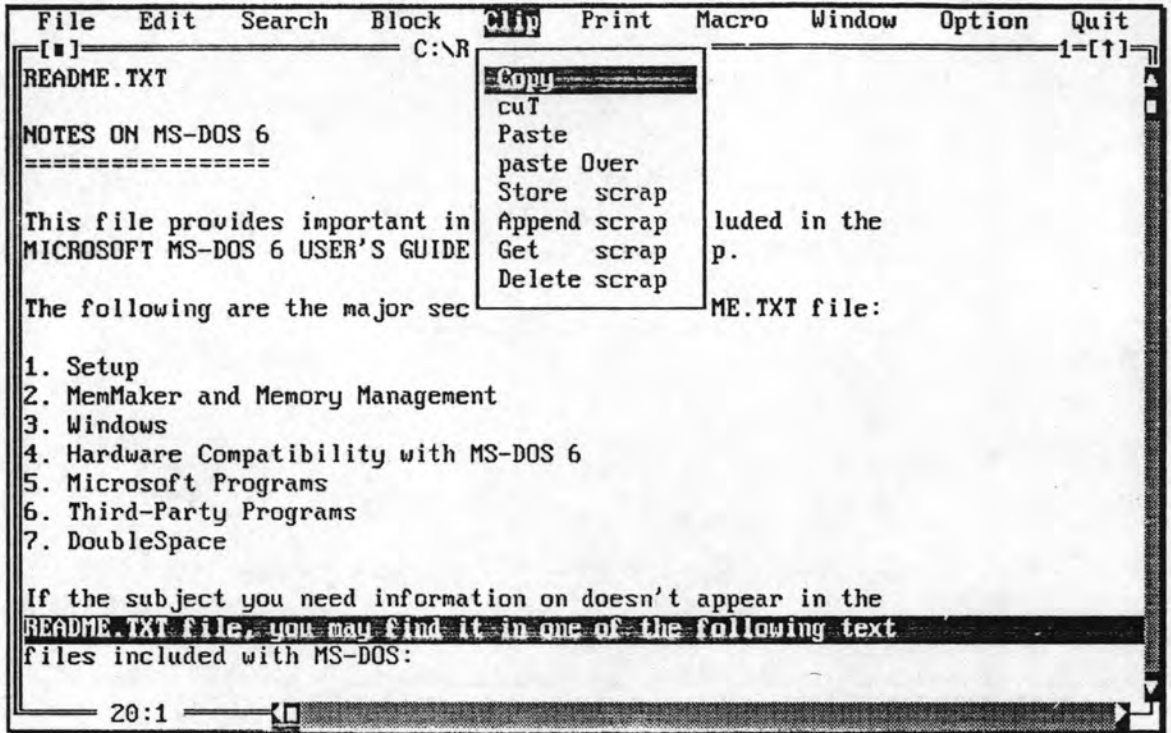 File Edit Search Block Clip Print Macro Window Option Quit
[■] C:\R 1=[↑]
README.TXT
Copy
cuT
NOTES ON MS-DOS 6
Paste
==================
paste Over
Store scrap
This file provides important in Append scrap luded in the
MICROSOFT MS-DOS 6 USER'S GUIDE Get scrap p.
Delete scrap
The following are the major sec ME.TXT file:
1. Setup
2. MemMaker and Memory Management
3. Windows
4. Hardware Compatibility with MS-DOS 6
5. Microsoft Programs
6. Third-Party Programs
7. DoubleSpace
If the subject you need information on doesn't appear in the
README.TXT file, you may find it in one of the following text
files included with MS-DOS:
20:1